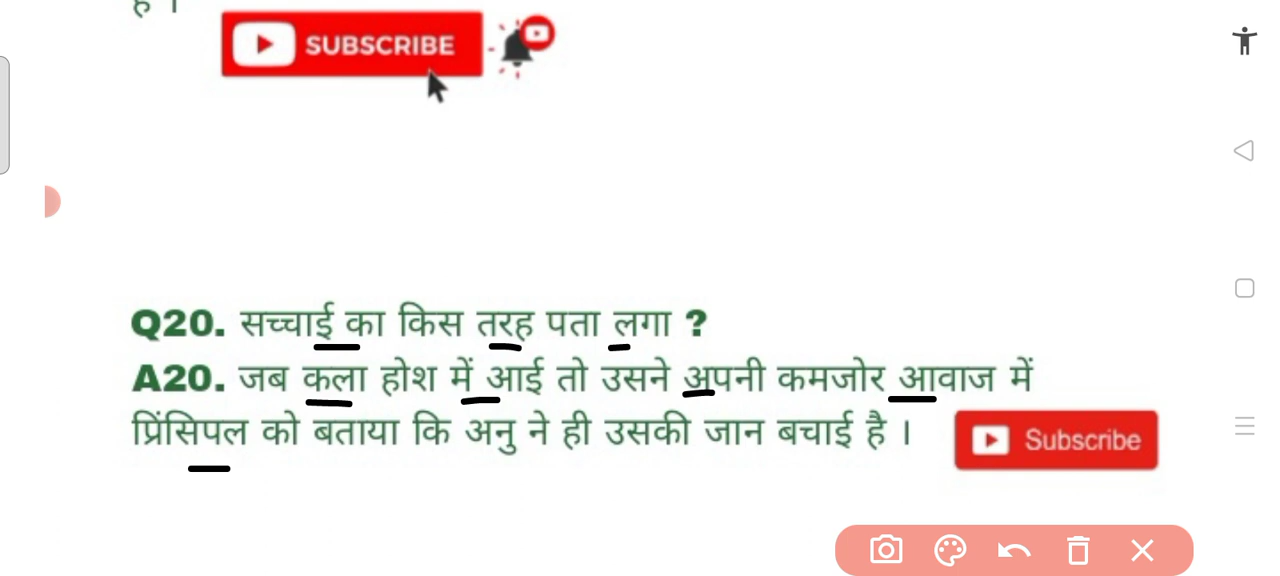 है ।
SUBSCRIBE
Q20. सच्चाई का किस तरह पता लगा ?
A20. जब कला होश में आई तो उसने अपनी कमजोर आवाज में
प्रिंसिपल को बताया कि अनु ने ही उसकी जान बचाई है ।
Subscribe